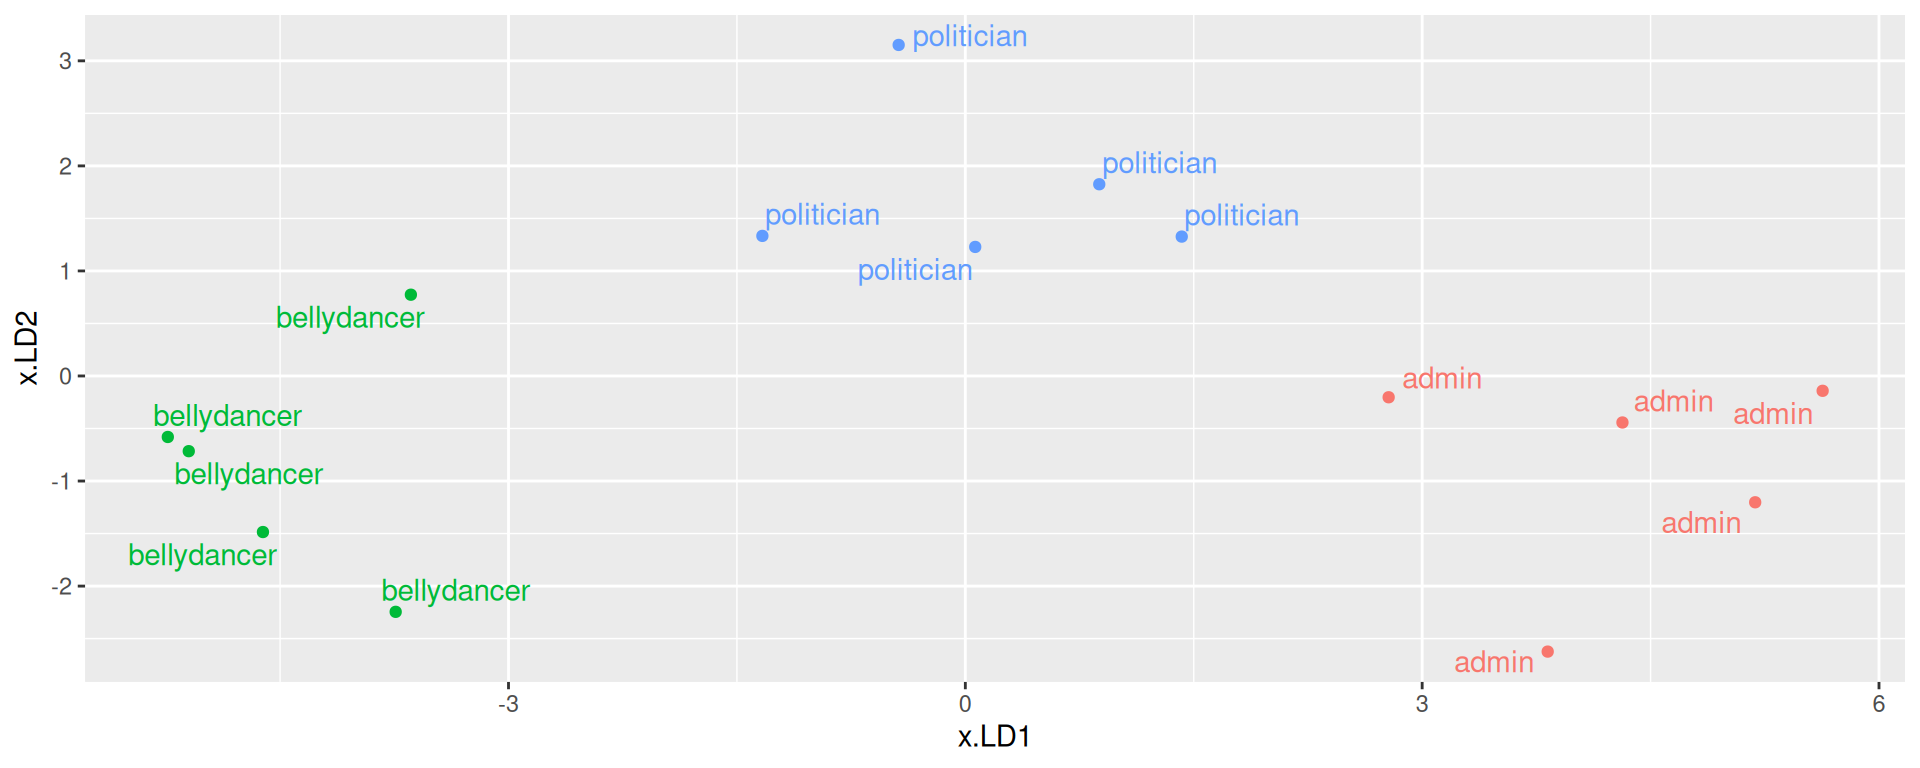 3
2
1
0
-1
-2
x.LD2
politician
politician
politician
politician
politician
bellydancer
bellydancer
bellydancer
bellydancer
bellydancer
admin
admin
admin
admin
admin
-3
0
3
6
x.LD1